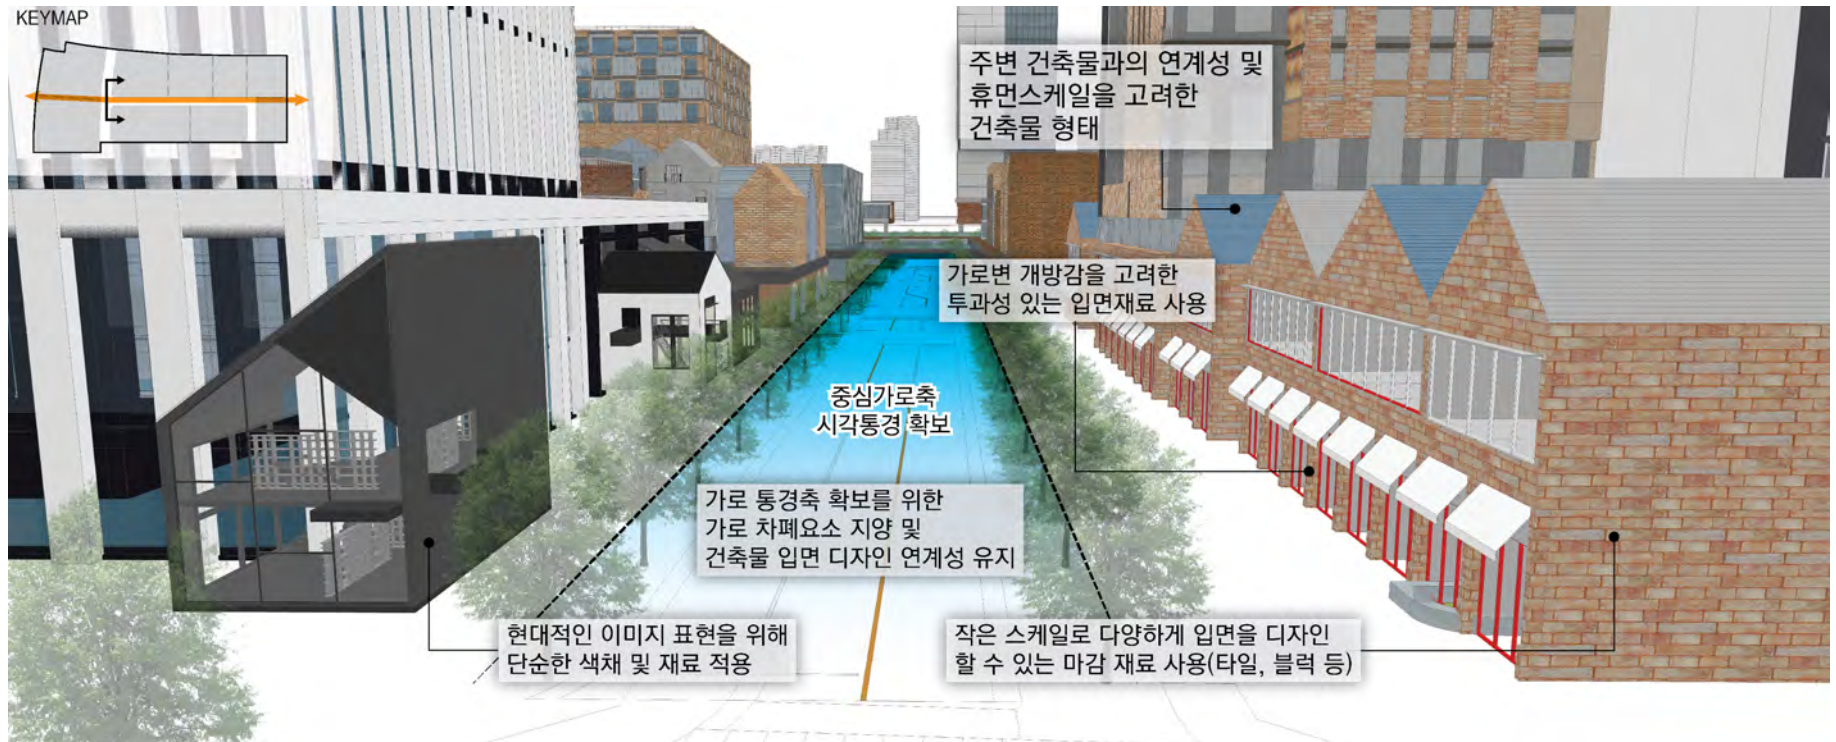 KEYMAP
주변 건축물과의 연계성 및
휴먼스케일을 고려한
건축물 형태
가로변 개방감을 고려한
투과성 있는 입면재료 사용
중심가로축
시각통경 확보
가로 통경축 확보를 위한
가로 차폐요소 지양 및
건축물 입면 디자인 연계성 유지
현대적인 이미지 표현을 위해
단순한 색채 및 재료 적용
작은 스케일로 다양하게 입면을 디자인
할 수 있는 마감 재료 사용(타일, 블럭 등)